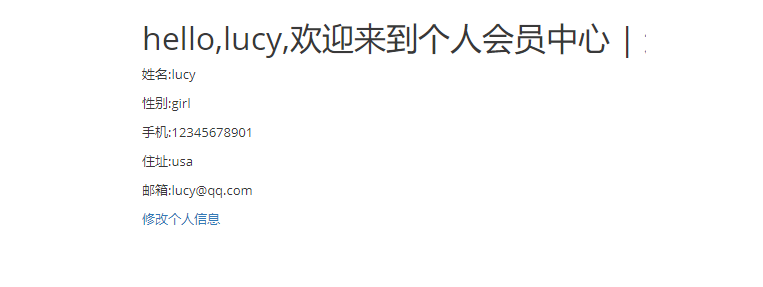 hello,lucy,欢迎来到个人会员中心 |
姓名:lucy
性别:girl
手机:12345678901
住址:usa
邮箱:lucy@qq.com
修改个人信息